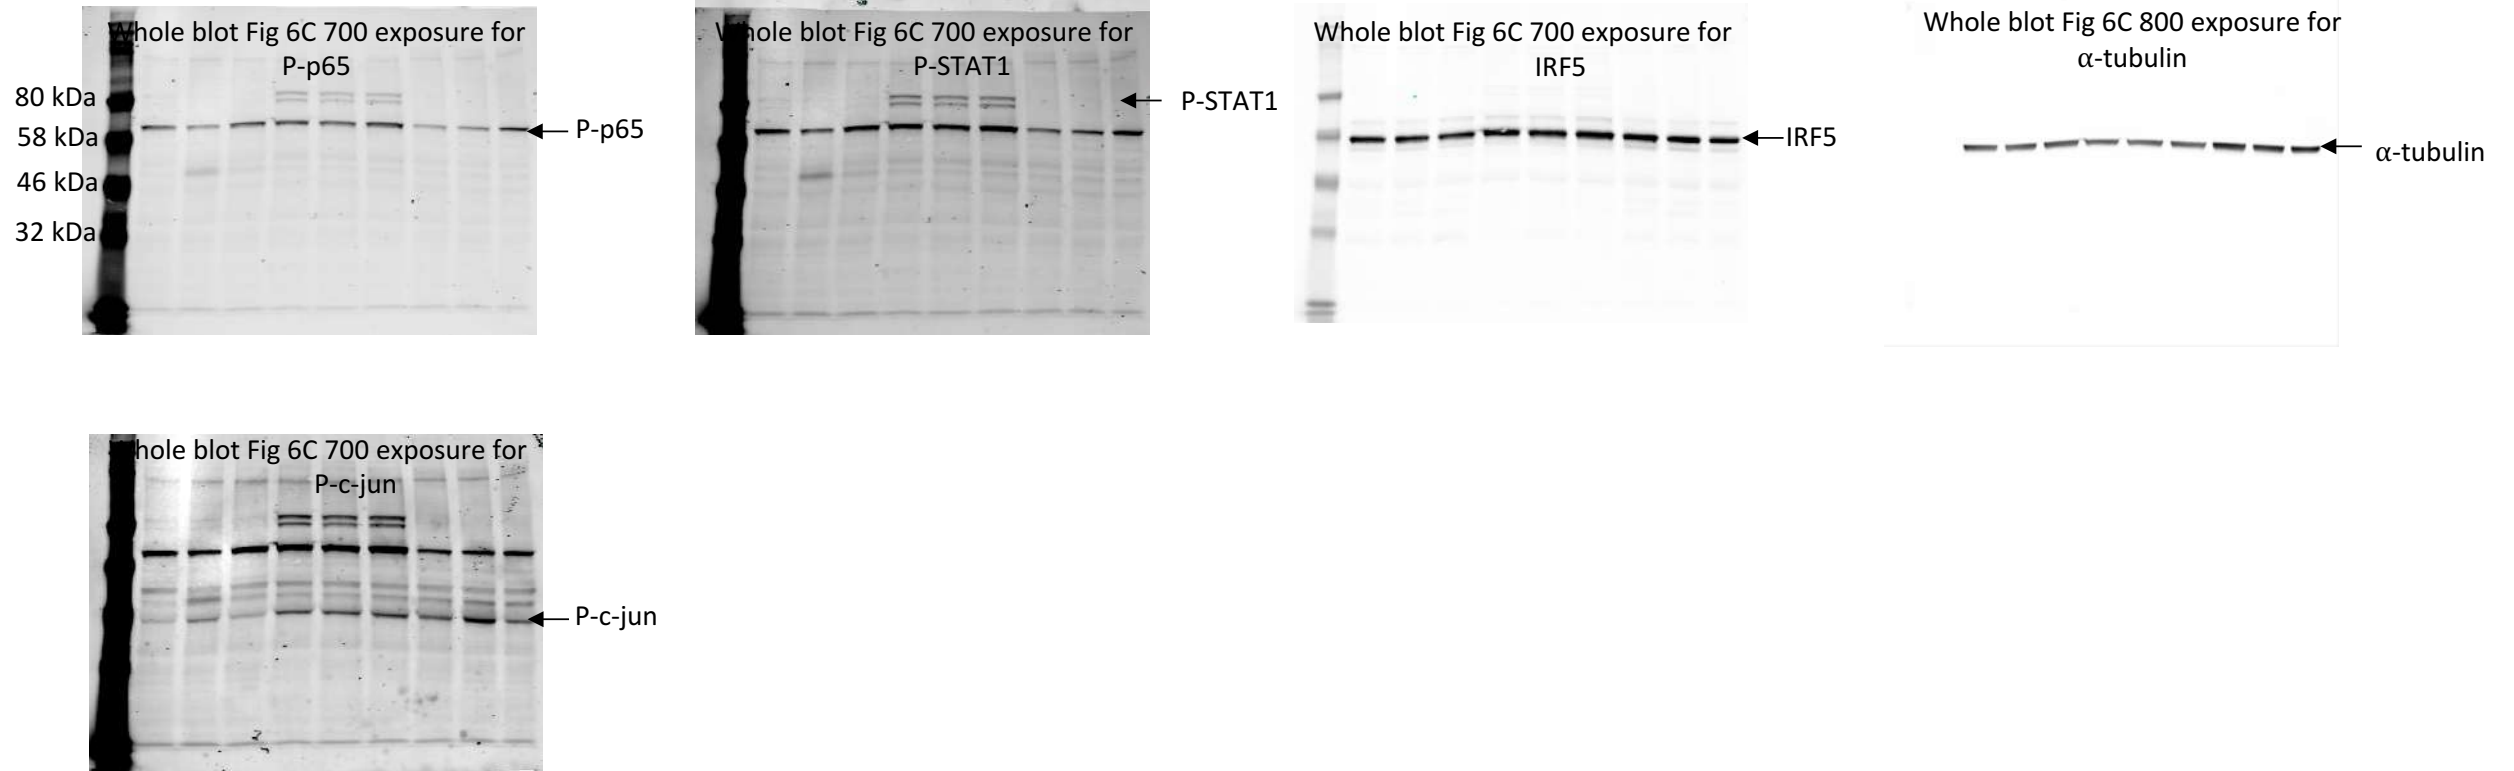 Whole blot Fig 6C 700 exposure for
P-p65
80 kDa
58 kDa
46 kDa
32 kDa
P-p65
Whole blot Fig 6C 700 exposure for
P-STAT1
P-STAT1
Whole blot Fig 6C 700 exposure for
IRF5
IRF5
Whole blot Fig 6C 800 exposure for
α-tubulin
α-tubulin
Whole blot Fig 6C 700 exposure for
P-c-jun
P-c-jun